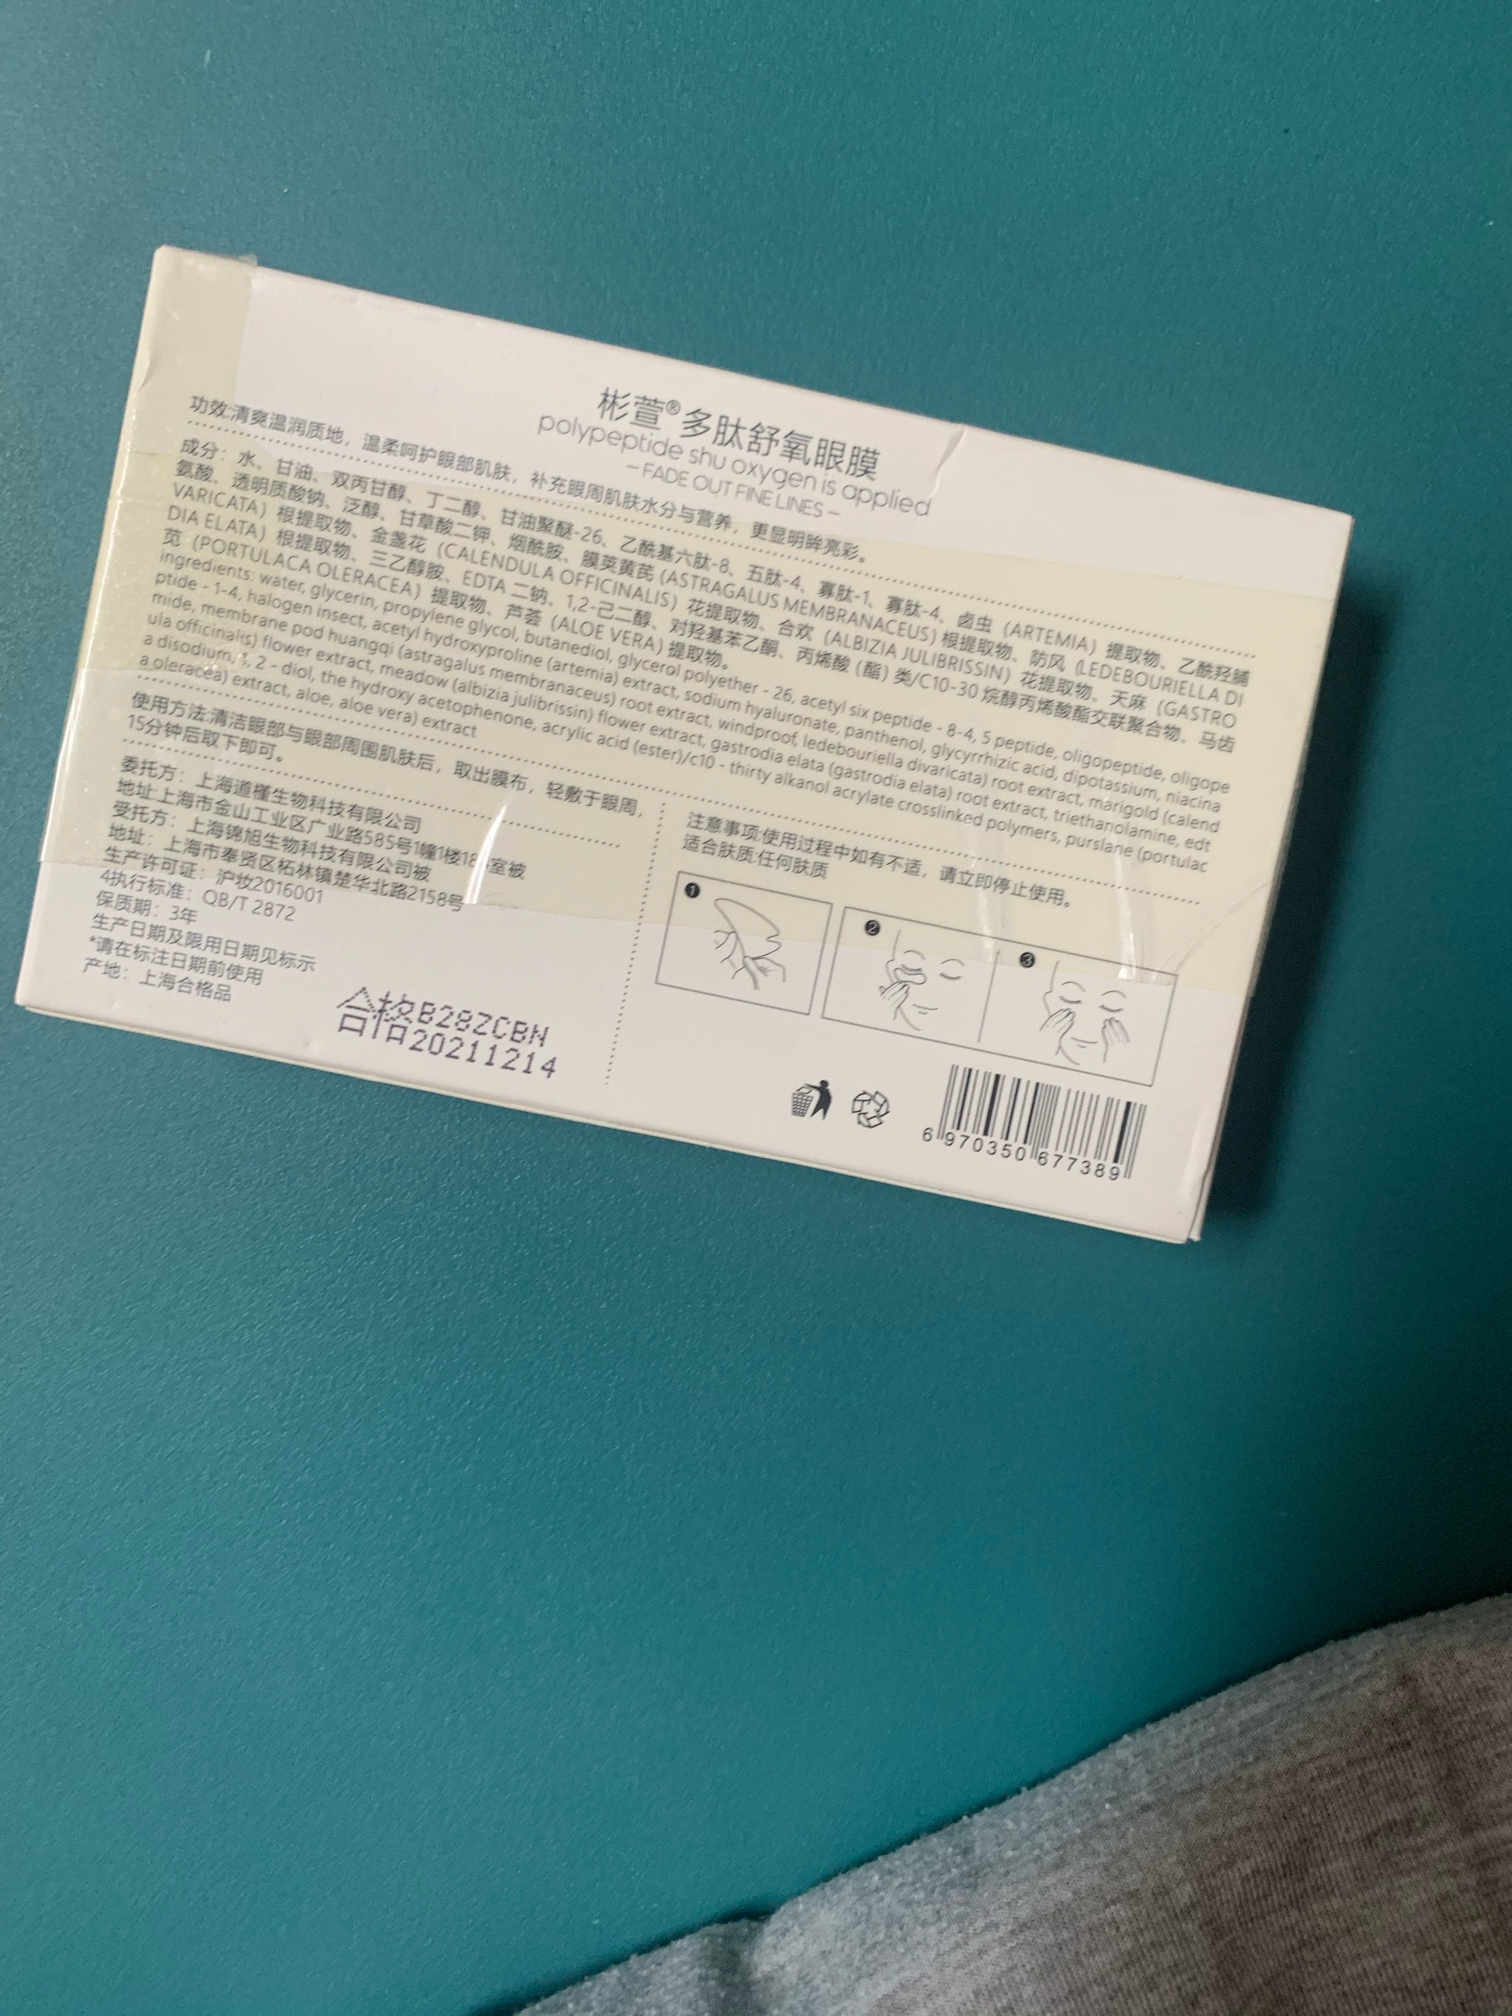 彬萱®多肽舒氧眼膜
polypeptide shu oxygen is applied
–FADE OUT FINE LINES–
功效:清爽温润质地，温柔呵护眼部肌肤，补充眼周肌肤水分与营养，更显明眸亮彩。
成分：水、甘油、双丙甘醇、丁二醇、甘油聚醚-26、乙酰基六肽-8、五肽-4、寡肽-1、寡肽-4、卤虫（ARTEMIA）提取物、乙酰羟脯
氨酸、透明质酸钠、泛醇、甘草酸二钾、烟酰胺、膜荚黄芪（ASTRAGALUS MEMBRANACEUS）根提取物、防风（LEDEBOURIELLA DI
VARICATA）根提取物、金盏花（CALENDULA OFFICINALIS）花提取物、合欢（ALBIZIA JULIBRISSIN）花提取物、天麻（GASTRO
DIA ELATA）根提取物、三乙醇胺、EDTA 二钠、1,2-己二醇、对羟基苯乙酮、丙烯酸（酯）类/C10-30 烷醇丙烯酸酯交联聚合物、马齿
苋（PORTULACA OLERACEA）提取物、芦荟（ALOE VERA）提取物。
ingredients: water, glycerin, propylene glycol, butanediol, glycerol polyether - 26, acetyl six peptide - 8-4, 5 peptide, oligopeptide, oligope
ptide - 1-4, halogen insect, acetyl hydroxyproline (artemia) extract, sodium hyaluronate, panthenol, glycyrrhizic acid, dipotassium, niacina
mide, membrane pod huangqi (astragalus membranaceus) root extract, windproof, ledebouriella divaricata) root extract, marigold (calend
ula officinalis) flower extract, meadow (albizia julibrissin) flower extract, gastrodia elata (gastrodia elata) root extract, triethanolamine, edt
a disodium, 1, 2 - diol, the hydroxy acetophenone, acrylic acid (ester)/c10 - thirty alkanol acrylate crosslinked polymers, purslane (portulac
a oleracea) extract, aloe, aloe vera) extract
使用方法:清洁眼部与眼部周围肌肤后，取出膜布，轻敷于眼周，
15分钟后取下即可。
委托方：上海道槿生物科技有限公司
地址:上海市金山工业区广业路585号1幢1楼18 室被
受托方：上海锦旭生物科技有限公司被
地址：上海市奉贤区柘林镇楚华北路2158号
生产许可证：沪妆2016001
4执行标准：QB/T 2872
保质期：3年
生产日期及限用日期见标示
*请在标注日期前使用
产地：上海合格品
合格B28ZCBN
20211214
注意事项:使用过程中如有不适，请立即停止使用。
适合肤质:任何肤质
1
2
3
6 970350 677389